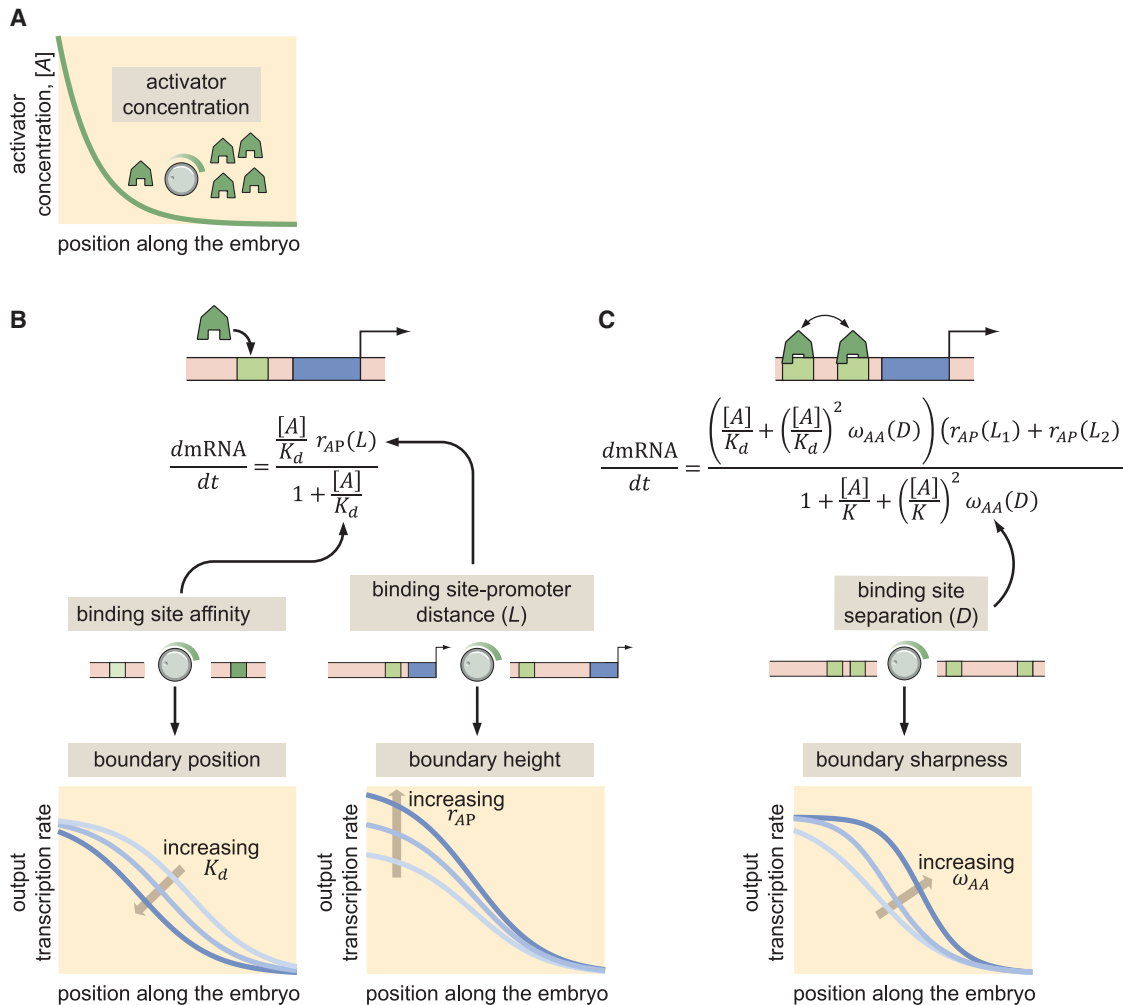 A
activator
concentration, [A]
activator
concentration
position along the embryo
B
dmRNA/dt = ([A]/K_d r_AP(L)) / (1 + [A]/K_d)
binding site affinity
binding site-promoter
distance (L)
boundary position
boundary height
output
transcription rate
increasing
K_d
position along the embryo
output
transcription rate
increasing
r_AP
position along the embryo
C
dmRNA/dt = ([A]/K_d + ([A]/K_d)^2 ω_AA(D)) (r_AP(L_1) + r_AP(L_2) / (1 + [A]/K + ([A]/K)^2 ω_AA(D))
binding site
separation (D)
boundary sharpness
output
transcription rate
increasing
ω_AA
position along the embryo